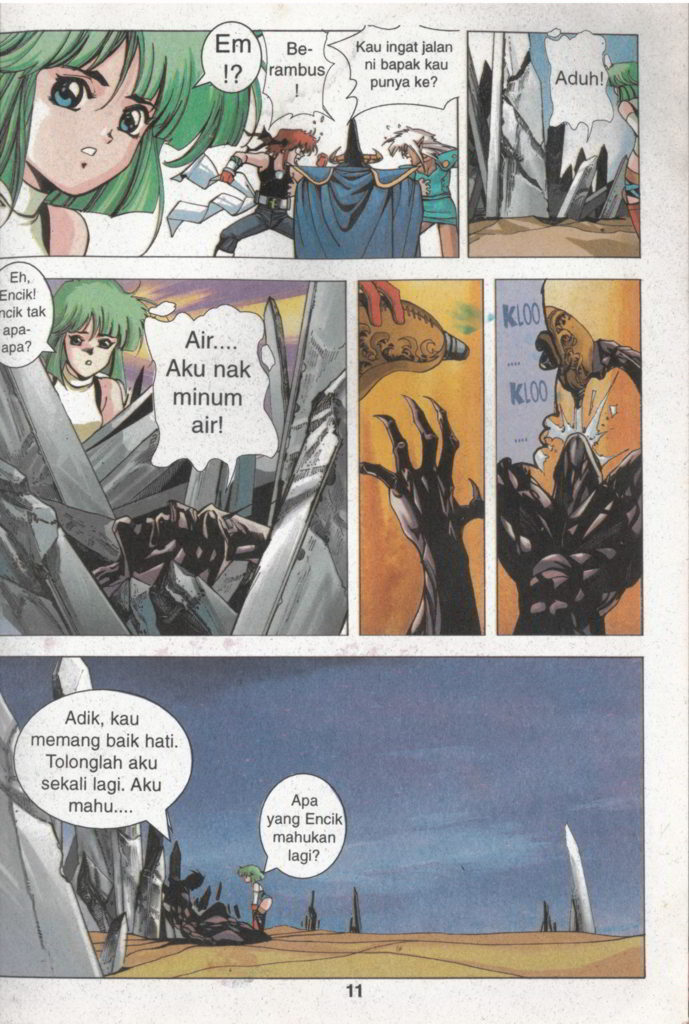 Em
!?
Be-
rambus
!
Kau ingat jalan
ni bapak kau
punya ke?
Aduh!
Eh,
Encik!
ncik tak
apa-
apa?
Air....
Aku nak
minum
air!
KLOO
....
KLOO
....
Adik, kau
memang baik hati.
Tolonglah aku
sekali lagi. Aku
mahu....
Apa
yang Encik
mahukan
lagi?
11